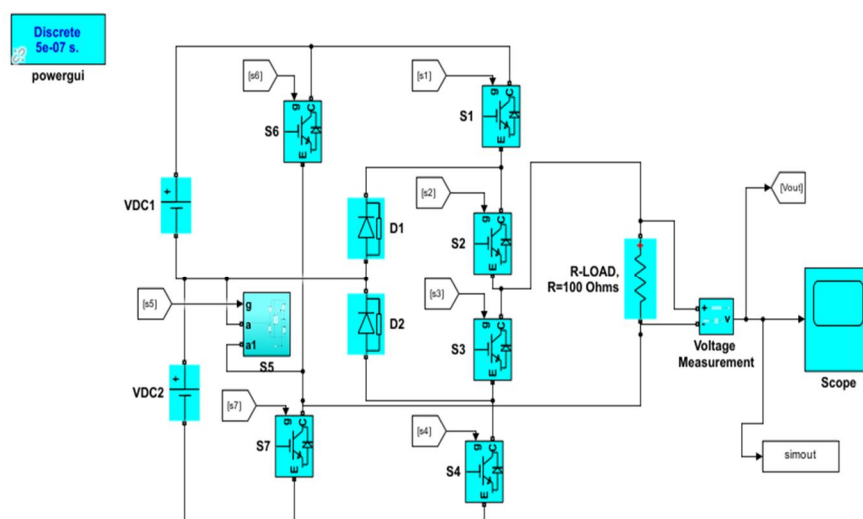 Discrete
5e-07 s.
powergui
[s6]
g
C
E
S6
[s1]
g
C
E
S1
[s2]
g
C
E
S2
D1
VDC1
+
[s3]
g
C
E
S3
D2
[s5]
g
a
a1
S5
VDC2
+
[s7]
g
C
E
S7
[s4]
g
C
E
S4
R-LOAD,
R=100 Ohms
+
+
-
v
Voltage
Measurement
[Vout]
Scope
simout